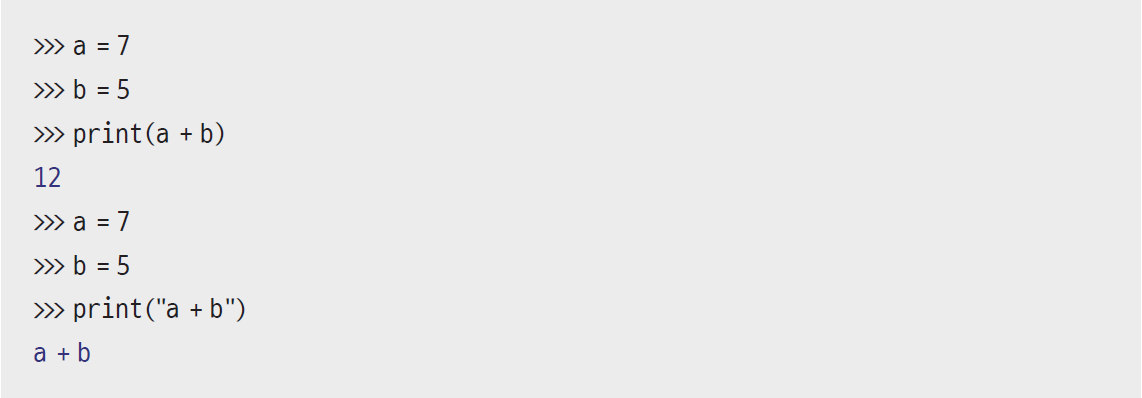 >>> a = 7
>>> b = 5
>>> print(a + b)
12
>>> a = 7
>>> b = 5
>>> print("a + b")
a + b